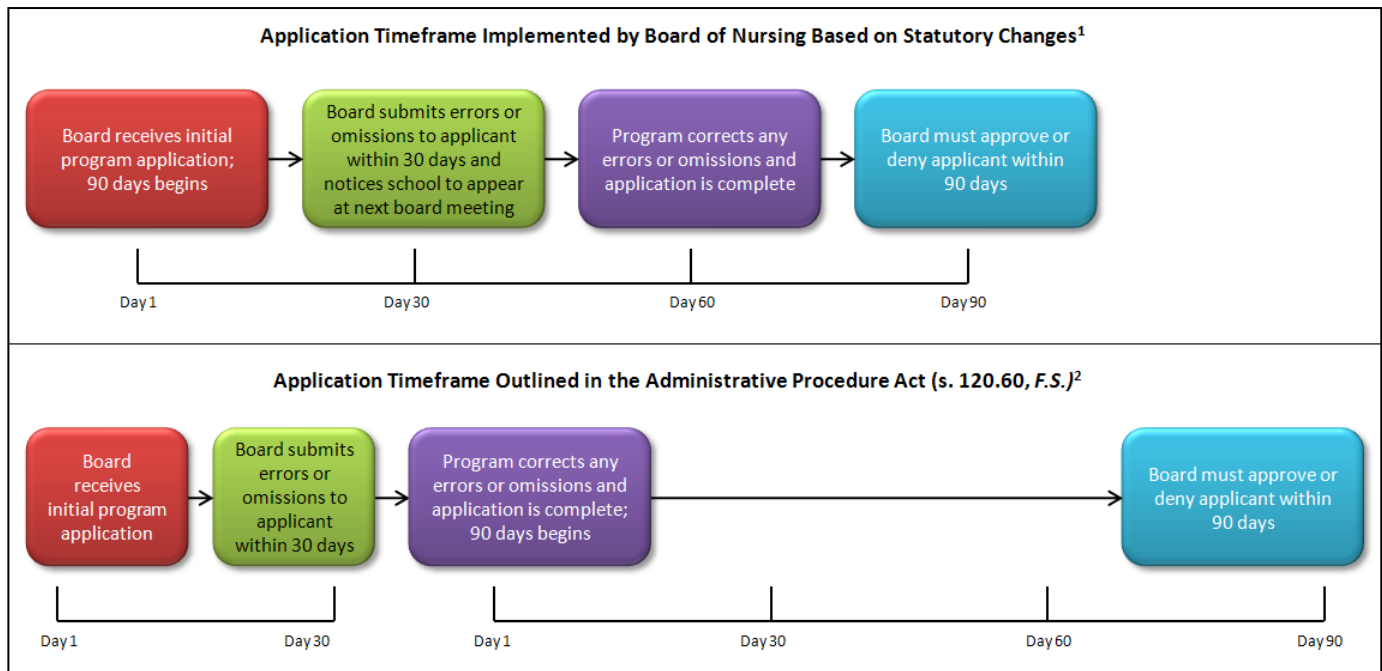 Application Timeframe Implemented by Board of Nursing Based on Statutory Changes1
Board receives initial
program application;
90 days begins
Board submits errors or
omissions to applicant
within 30 days and
notices school to appear
at next board meeting
Program corrects any
errors or omissions and
application is complete
Board must approve or
deny applicant within
90 days
Day 1
Day 30
Day 60
Day 90
Application Timeframe Outlined in the Administrative Procedure Act (s. 120.60, F.S.)2
Board
receives
initial program
application
Board submits
errors or
omissions to
applicant
within 30 days
Program corrects any
errors or omissions and
application is complete;
90 days begins
Board must approve or
deny applicant within
90 days
Day 1
Day 30
Day 1
Day 30
Day 60
Day 90